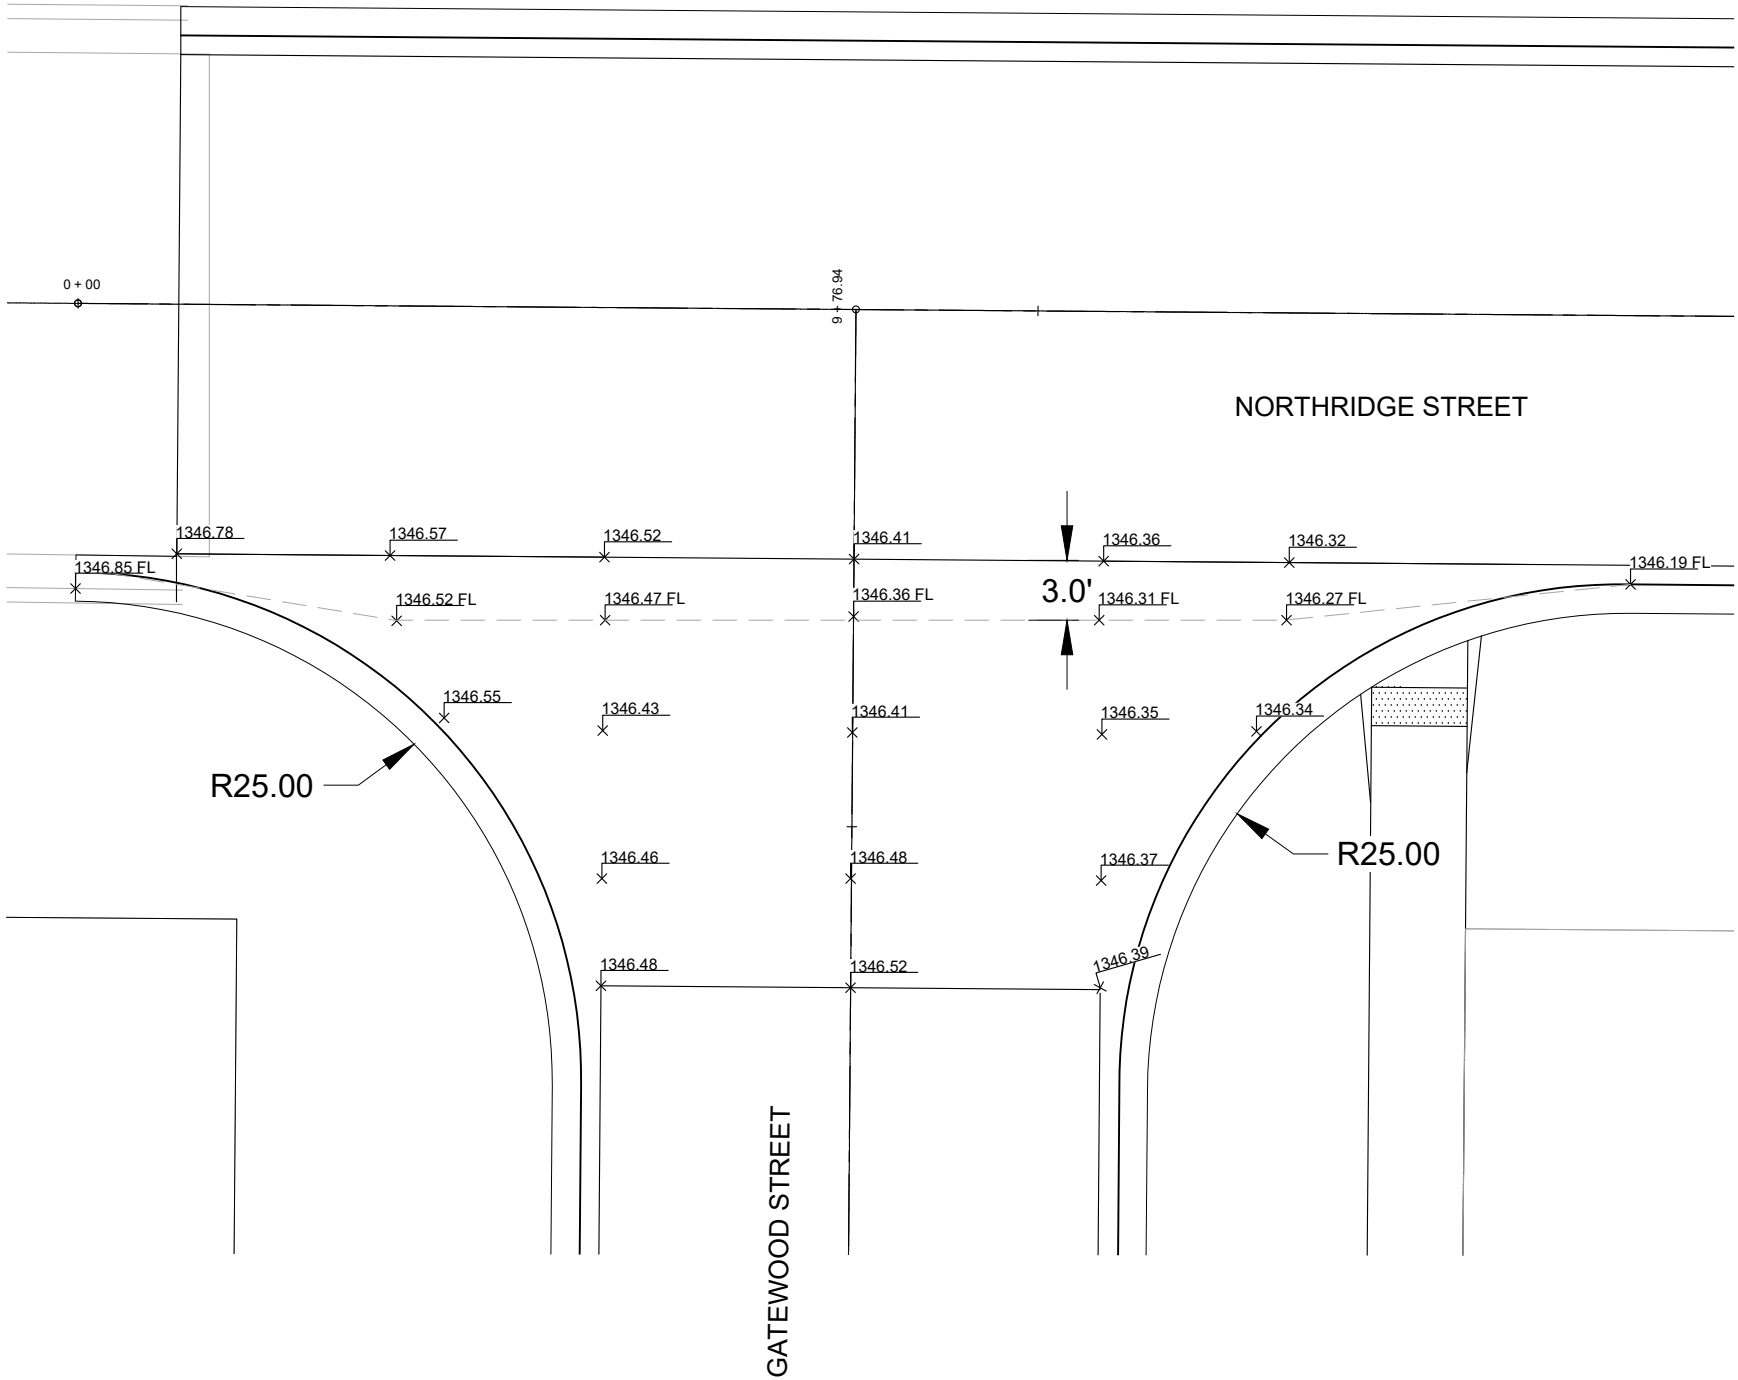 0 + 00
9 + 76.94
NORTHRIDGE STREET
1346.78
1346.57
1346.52
1346.41
1346.36
1346.32
1346.19 FL
1346.85 FL
1346.52 FL
1346.47 FL
1346.36 FL
3.0'
1346.31 FL
1346.27 FL
1346.55
1346.43
1346.41
1346.35
1346.34
R25.00
R25.00
1346.46
1346.48
1346.37
1346.48
1346.52
1346.39
GATEWOOD STREET